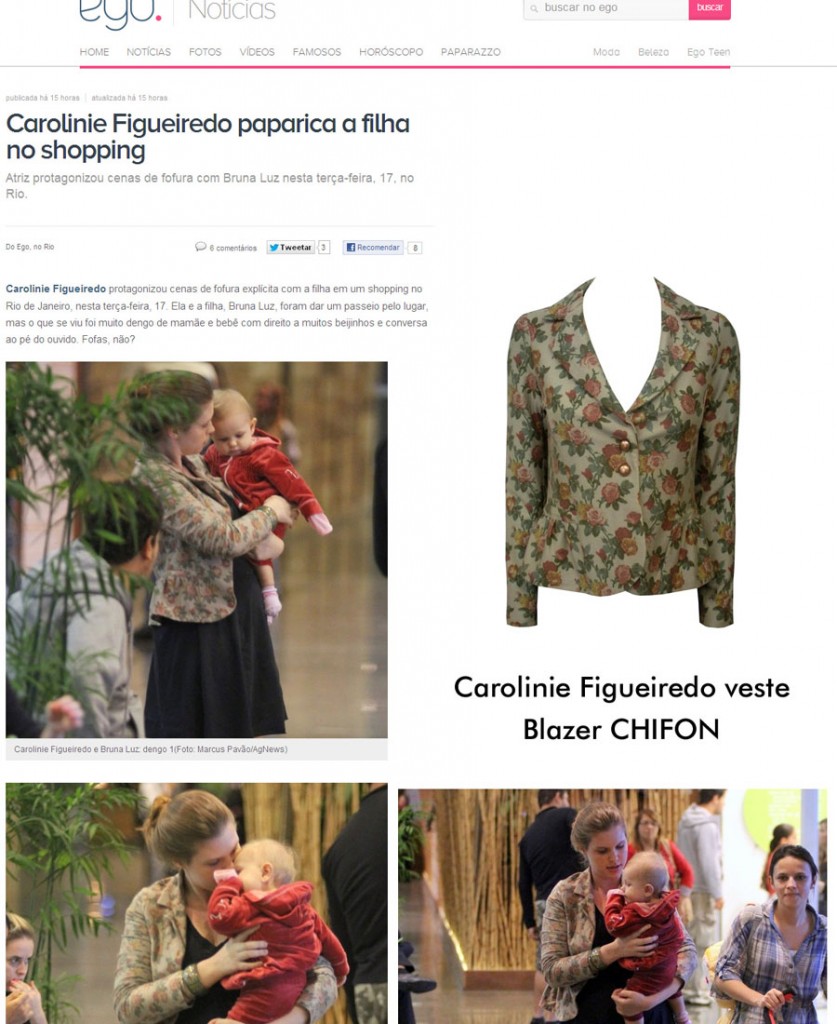 ego. Notícias
buscar no ego
buscar
HOME NOTÍCIAS FOTOS VÍDEOS FAMOSOS HORÓSCOPO PAPARAZZO Moda Beleza Ego Teen
publicada há 15 horas | atualizada há 15 horas
Carolinie Figueiredo paparica a filha
no shopping
Atriz protagonizou cenas de fofura com Bruna Luz nesta terça-feira, 17, no
Rio.
Do Ego, no Rio
6 comentários Tweetar 3 Recomendar 8
Carolinie Figueiredo protagonizou cenas de fofura explícita com a filha em um shopping no
Rio de Janeiro, nesta terça-feira, 17. Ela e a filha, Bruna Luz, foram dar um passeio pelo lugar,
mas o que se viu foi muito dengo de mamãe e bebê com direito a muitos beijinhos e conversa
ao pé do ouvido. Fofas, não?
Carolinie Figueiredo e Bruna Luz: dengo 1(Foto: Marcus Pavão/AgNews)
Carolinie Figueiredo veste
Blazer CHIFON